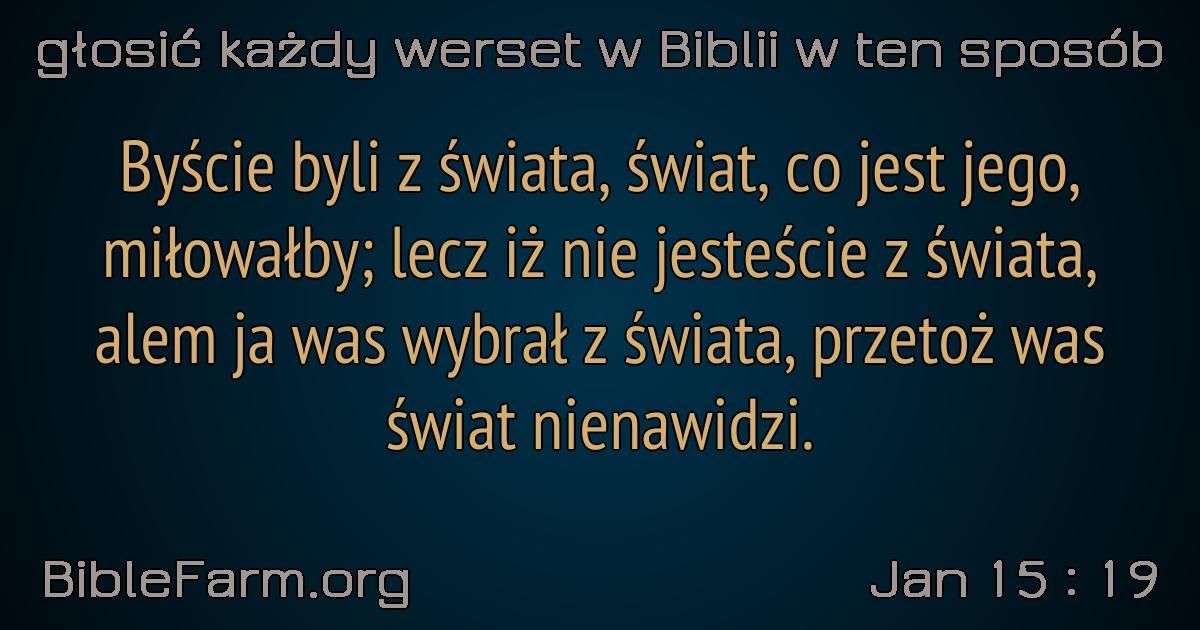 głosić każdy werset w Biblii w ten sposób
Byście byli z świata, świat, co jest jego,
miłowałby; lecz iż nie jesteście z świata,
alem ja was wybrał z świata, przetoż was
świat nienawidzi.
BibleFarm.org
Jan 15 : 19